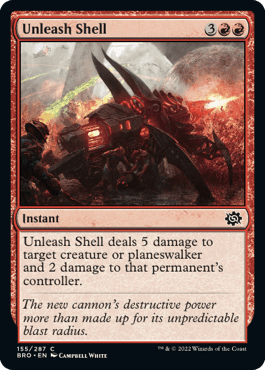 Unleash Shell 3
Instant
Unleash Shell deals 5 damage to
target creature or planeswalker
and 2 damage to that permanent's
controller.
The new cannon's destructive power
more than made up for its unpredictable
blast radius.
155/287 C
BRO • EN Campbell White
™ & © 2022 Wizards of the Coast